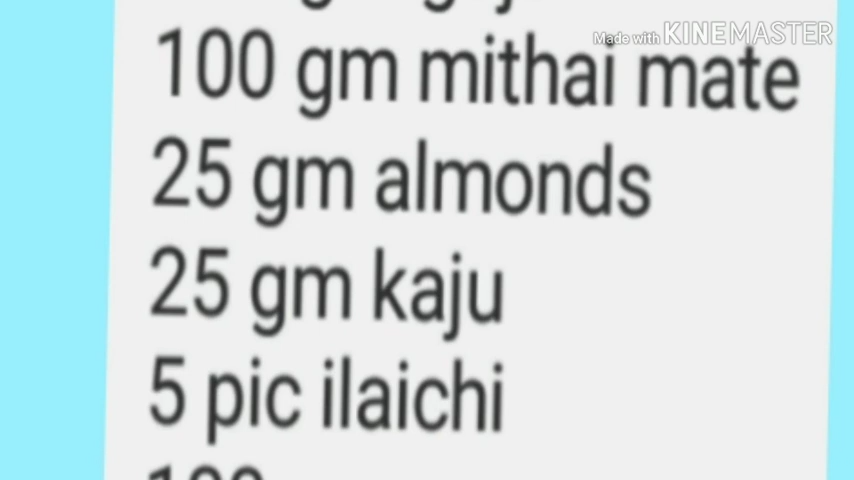 Made with KINEMASTER
100 gm mithai mate
25 gm almonds
25 gm kaju
5 pic ilaichi